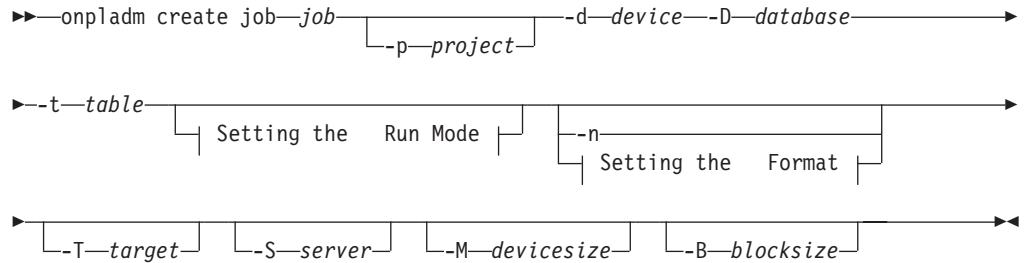 onpladm create job job -d device -D database
-p project
-t table
Setting the Run Mode
-n
Setting the Format
-T target -S server -M devicesize -B blocksize